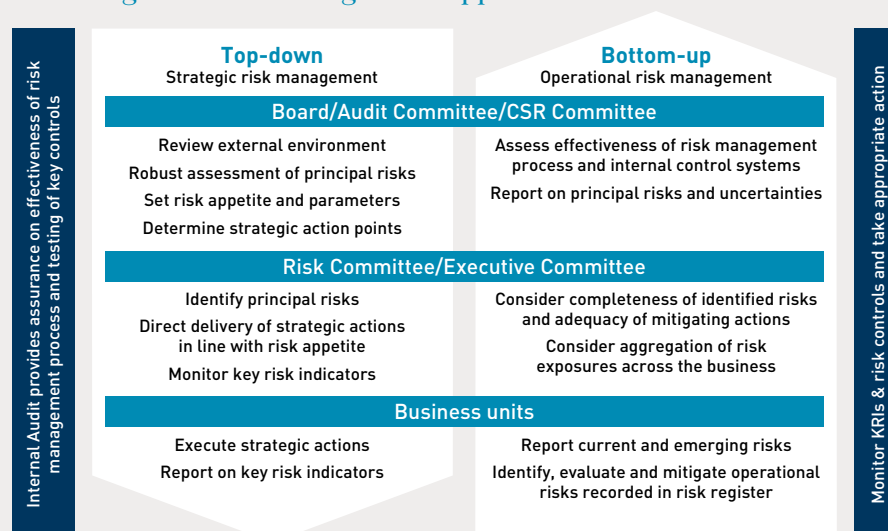 Internal Audit provides assurance on effectiveness of risk
management process and testing of key controls
Top-down
Strategic risk management
Bottom-up
Operational risk management
Board/Audit Committee/CSR Committee
Review external environment
Robust assessment of principal risks
Set risk appetite and parameters
Determine strategic action points
Assess effectiveness of risk management
process and internal control systems
Report on principal risks and uncertainties
Risk Committee/Executive Committee
Identify principal risks
Direct delivery of strategic actions
in line with risk appetite
Monitor key risk indicators
Consider completeness of identified risks
and adequacy of mitigating actions
Consider aggregation of risk
exposures across the business
Business units
Execute strategic actions
Report on key risk indicators
Report current and emerging risks
Identify, evaluate and mitigate operational
risks recorded in risk register
Monitor KRIs & risk controls and take appropriate action